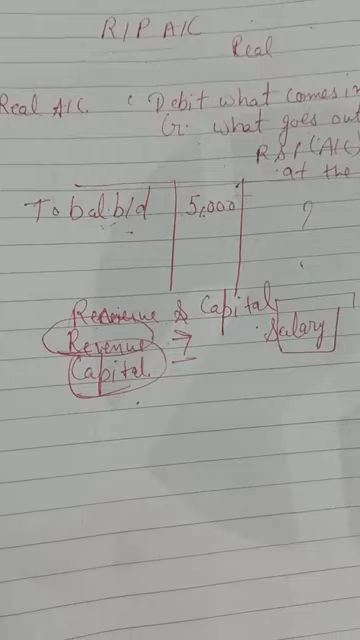 R/P A/C
Real
Real A/C : Debit what comes in
Cr. what goes out
R&P (A/C)
at the
To bal b/d 5,000 ?
Revenue & Capital
Revenue
Salary
Capital